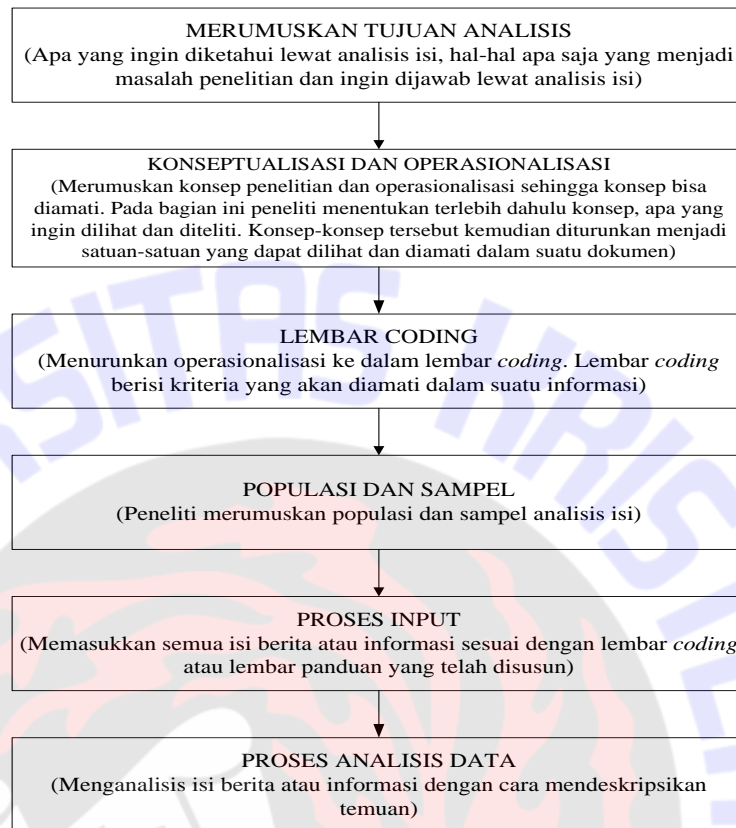 MERUMUSKAN TUJUAN ANALISIS
(Apa yang ingin diketahui lewat analisis isi, hal-hal apa saja yang menjadi
masalah penelitian dan ingin dijawab lewat analisis isi)
KONSEPTUALISASI DAN OPERASIONALISASI
(Merumuskan konsep penelitian dan operasionalisasi sehingga konsep bisa
diamati. Pada bagian ini peneliti menentukan terlebih dahulu konsep, apa yang
ingin dilihat dan diteliti. Konsep-konsep tersebut kemudian diturunkan menjadi
satuan-satuan yang dapat dilihat dan diamati dalam suatu dokumen)
LEMBAR CODING
(Menurunkan operasionalisasi ke dalam lembar coding. Lembar coding
berisi kriteria yang akan diamati dalam suatu informasi)
POPULASI DAN SAMPEL
(Peneliti merumuskan populasi dan sampel analisis isi)
PROSES INPUT
(Memasukkan semua isi berita atau informasi sesuai dengan lembar coding
atau lembar panduan yang telah disusun)
PROSES ANALISIS DATA
(Menganalisis isi berita atau informasi dengan cara mendeskripsikan
temuan)